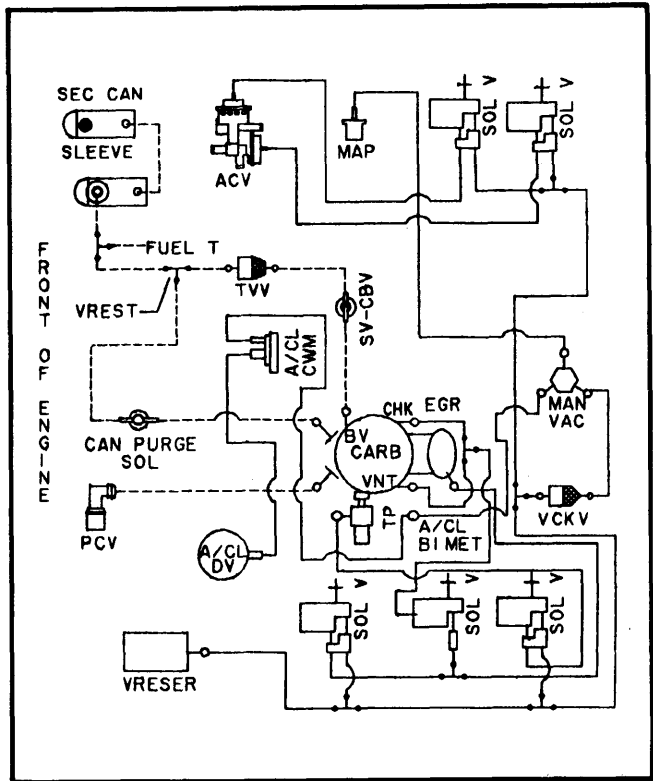 SEC CAN
SLEEVE
ACV
MAP
SOL
V
SOL
V
FRONT OF ENGINE
FUEL T
VREST
TVV
SV-CBV
A/CL
CWM
MAN
VAC
CAN PURGE
SOL
BV
CARB
CHK
EGR
VNT
TP
A/CL
BI MET
VCKV
PCV
A/CL
DV
SOL
V
SOL
V
SOL
V
VRESER